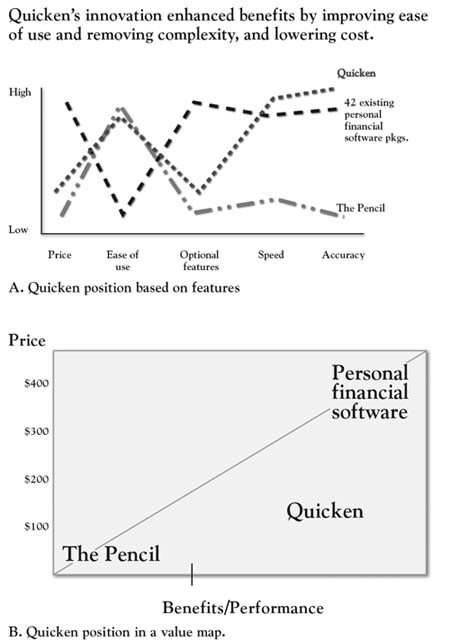 Quicken's innovation enhanced benefits by improving ease
of use and removing complexity, and lowering cost.
Quicken
High
42 existing
personal
financial
software pkgs.
The Pencil
Low
Price
Ease of
use
Optional
features
Speed
Accuracy
A. Quicken position based on features
Price
Personal
financial
software
$400
$300
$200
Quicken
$100
The Pencil
Benefits/Performance
B. Quicken position in a value map.